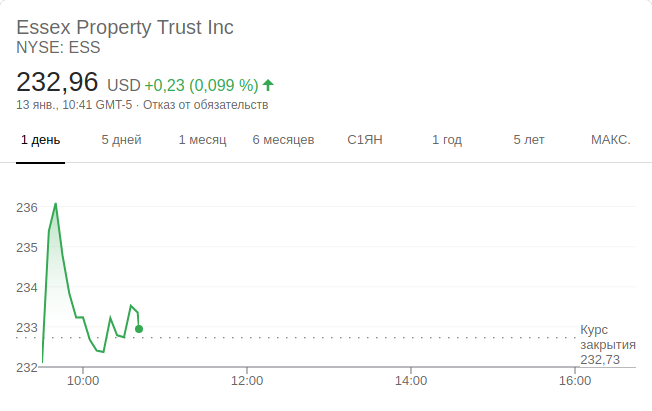 Essex Property Trust Inc
NYSE: ESS
232,96 USD +0,23 (0,099 %)
13 янв., 10:41 GMT-5 · Отказ от обязательств
1 день 5 дней 1 месяц 6 месяцев С1ЯН 1 год 5 лет МАКС.
236
235
234
233
232
Курс
закрытия
232,73
10:00 12:00 14:00 16:00